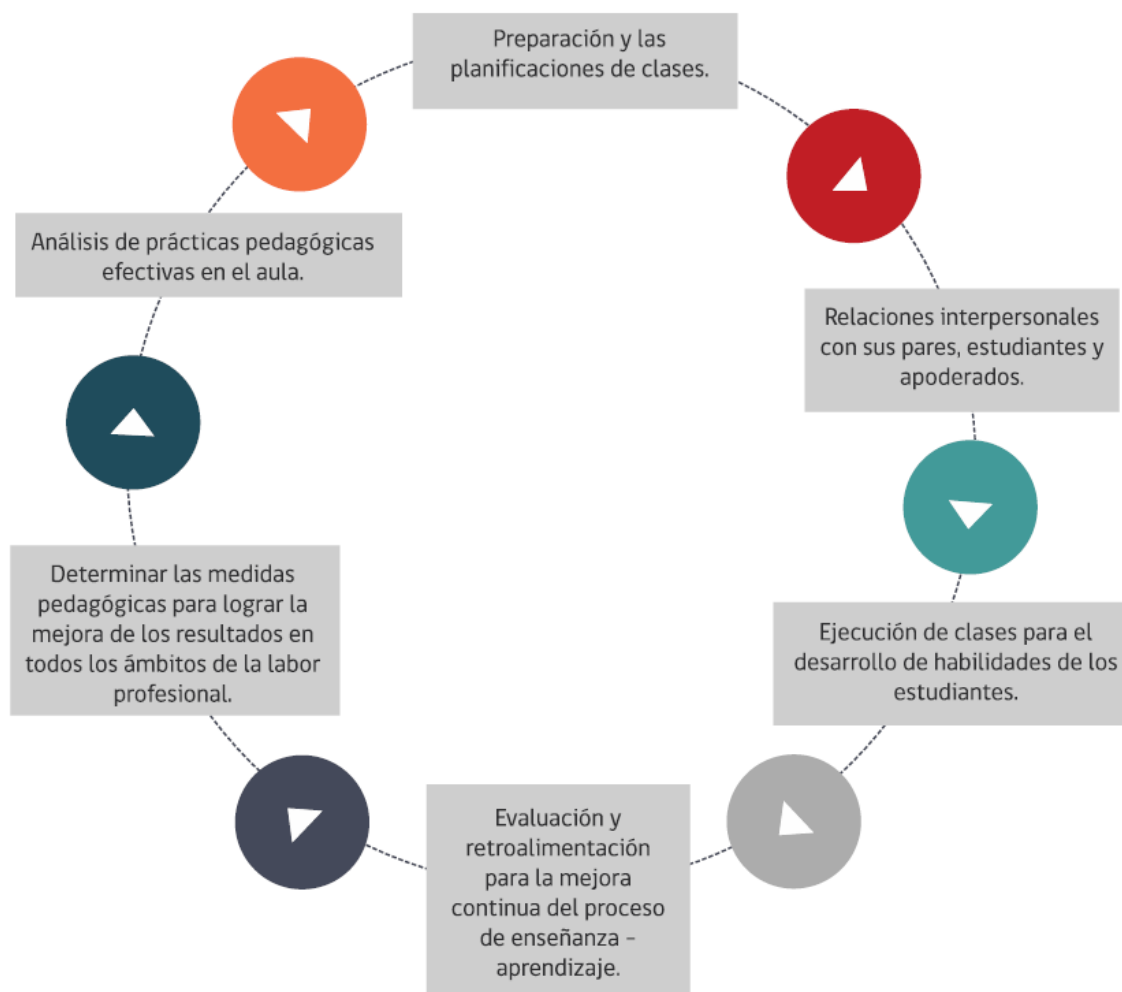 Preparación y las
planificaciones de clases.
Relaciones interpersonales
con sus pares, estudiantes y
apoderados.
Ejecución de clases para el
desarrollo de habilidades de los
estudiantes.
Evaluación y
retroalimentación
para la mejora
continua del proceso
de enseñanza –
aprendizaje.
Determinar las medidas
pedagógicas para lograr la
mejora de los resultados en
todos los ámbitos de la labor
profesional.
Análisis de prácticas pedagógicas
efectivas en el aula.